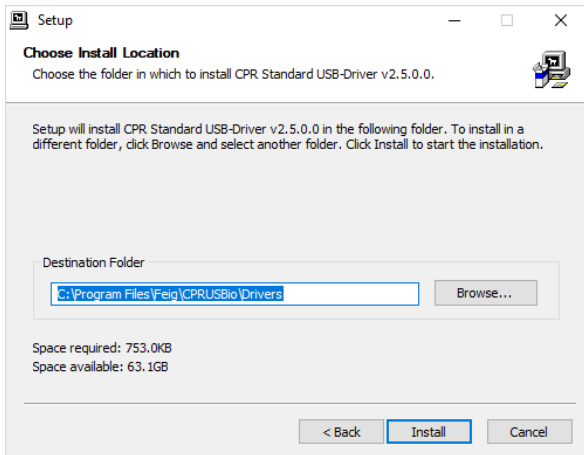 Setup
Choose Install Location
Choose the folder in which to install CPR Standard USB-Driver v2.5.0.0.
Setup will install CPR Standard USB-Driver v2.5.0.0 in the following folder. To install in a
different folder, click Browse and select another folder. Click Install to start the installation.
Destination Folder
C:\Program Files\Feig\CPRUSBio\Drivers
Browse...
Space required: 753.0KB
Space available: 63.1GB
< Back
Install
Cancel